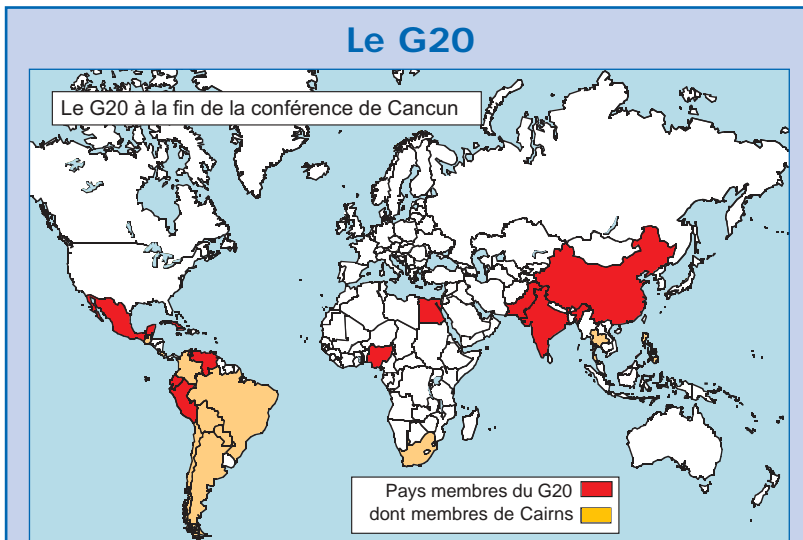 Le G20
Le G20 à la fin de la conférence de Cancun
Pays membres du G20
dont membres de Cairns